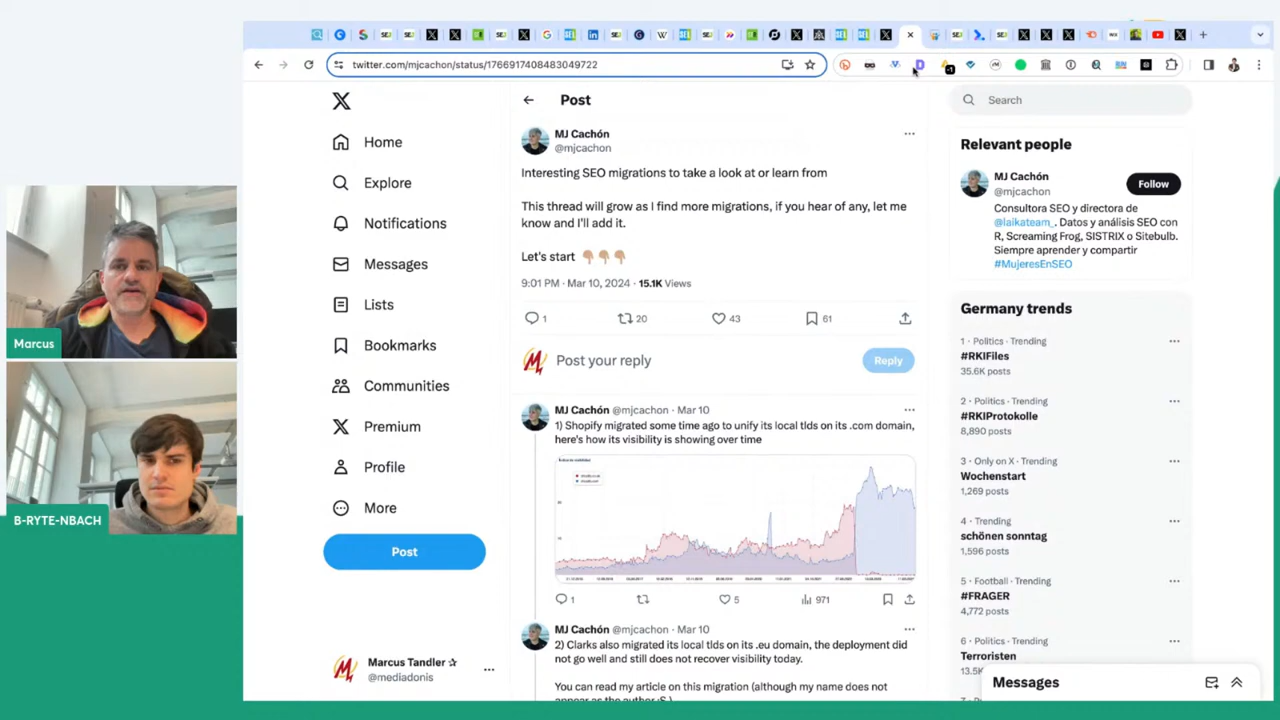 twitter.com/mjcachon/status/1766917408483049722
Home
Explore
Notifications
Messages
Lists
Bookmarks
Communities
Premium
Profile
More
Post
Marcus Tandler
@mediadonis
Marcus
B-RYTE-NBACH
Post
MJ Cachón
@mjcachon
Interesting SEO migrations to take a look at or learn from
This thread will grow as I find more migrations, if you hear of any, let me
know and I'll add it.
Let's start
9:01 PM · Mar 10, 2024 · 15.1K Views
1
20
43
61
Post your reply
Reply
MJ Cachón @mjcachon · Mar 10
1) Shopify migrated some time ago to unify its local tlds on its .com domain,
here's how its visibility is showing over time
1
5
971
MJ Cachón @mjcachon · Mar 10
2) Clarks also migrated its local tlds on its .eu domain, the deployment did
not go well and still does not recover visibility today.
You can read my article on this migration (although my name does not
appear as the author :S )
Search
Relevant people
MJ Cachón
@mjcachon
Follow
Consultora SEO y directora de
@laikateam_. Datos y análisis SEO con
R, Screaming Frog, SISTRIX o Sitebulb.
Siempre aprender y compartir
#MujeresEnSEO
Germany trends
1 · Politics · Trending
#RKIFiles
35.6K posts
2 · Politics · Trending
#RKIProtokolle
8,890 posts
3 · Only on X · Trending
Wochenstart
1,269 posts
4 · Trending
schönen sonntag
1,596 posts
5 · Football · Trending
#FRAGER
4,772 posts
6 · Politics · Trending
Terroristen
13.5K
Messages